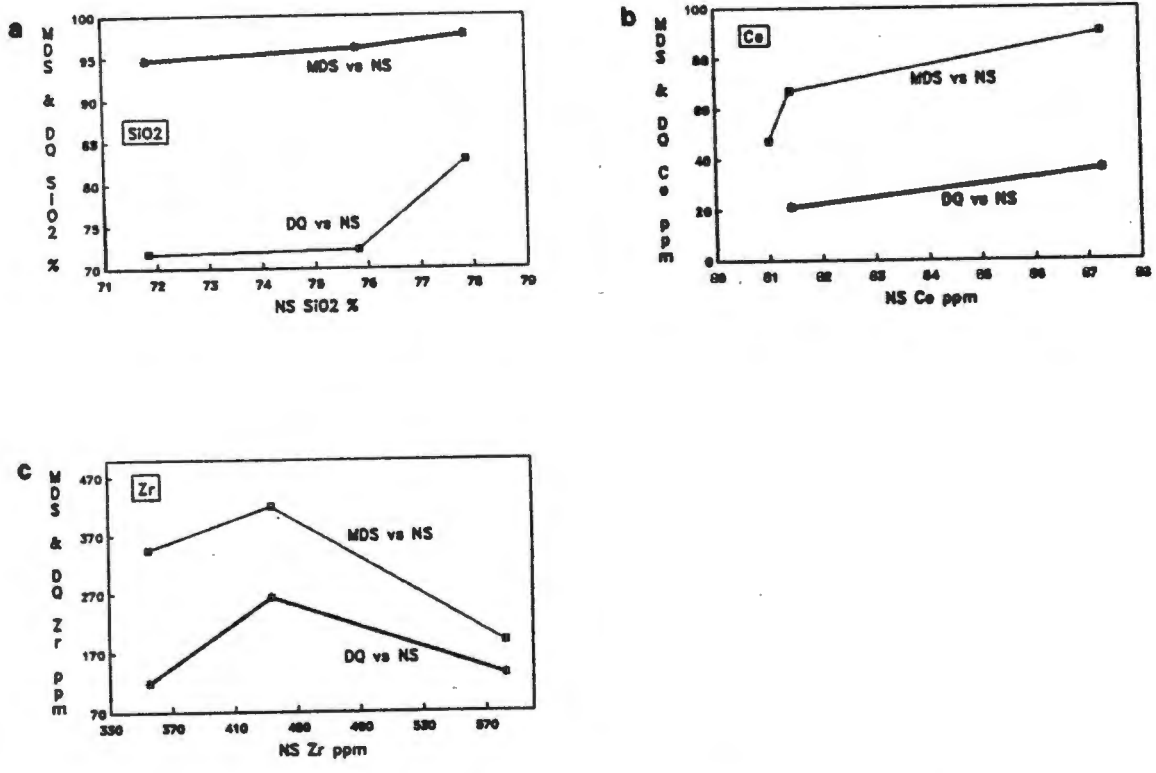 a
MDS & DQ SiO2 %
100
95
90
85
80
75
70
SiO2
MDS vs NS
DQ vs NS
71 72 73 74 75 76 77 78 79
NS SiO2 %
b
MDS & DQ Ce ppm
100
80
60
40
20
0
Ce
MDS vs NS
DQ vs NS
NS Ce ppm
c
MDS & DQ Zr ppm
470
370
270
170
70
Zr
MDS vs NS
DQ vs NS
330 370 410 450 490 530 570
NS Zr ppm